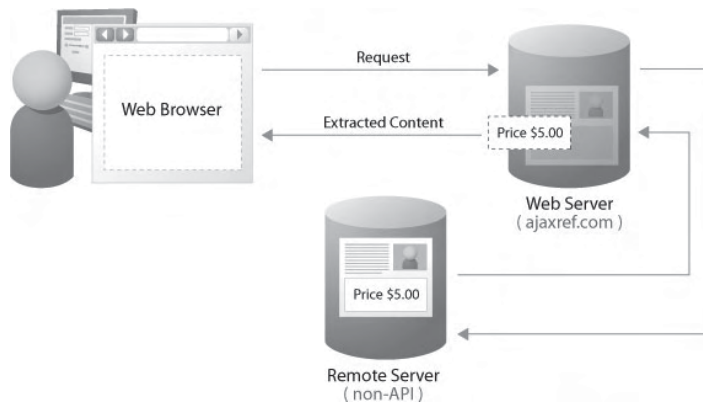 Request
Web Browser
Extracted Content
Price $5.00
Web Server
( ajaxref.com )
Price $5.00
Remote Server
( non-API )